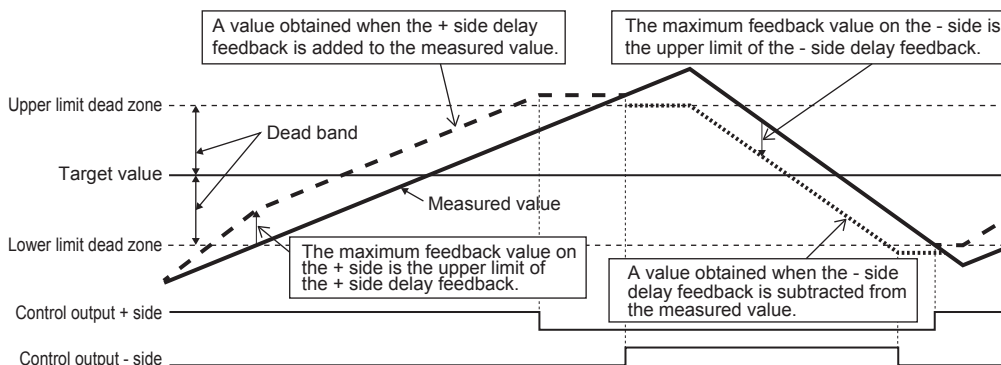 A value obtained when the + side delay
feedback is added to the measured value.
The maximum feedback value on the - side is
the upper limit of the - side delay feedback.
Upper limit dead zone
Dead band
Target value
Measured value
Lower limit dead zone
The maximum feedback value on
the + side is the upper limit of
the + side delay feedback.
A value obtained when the - side
delay feedback is subtracted from
the measured value.
Control output + side
Control output - side